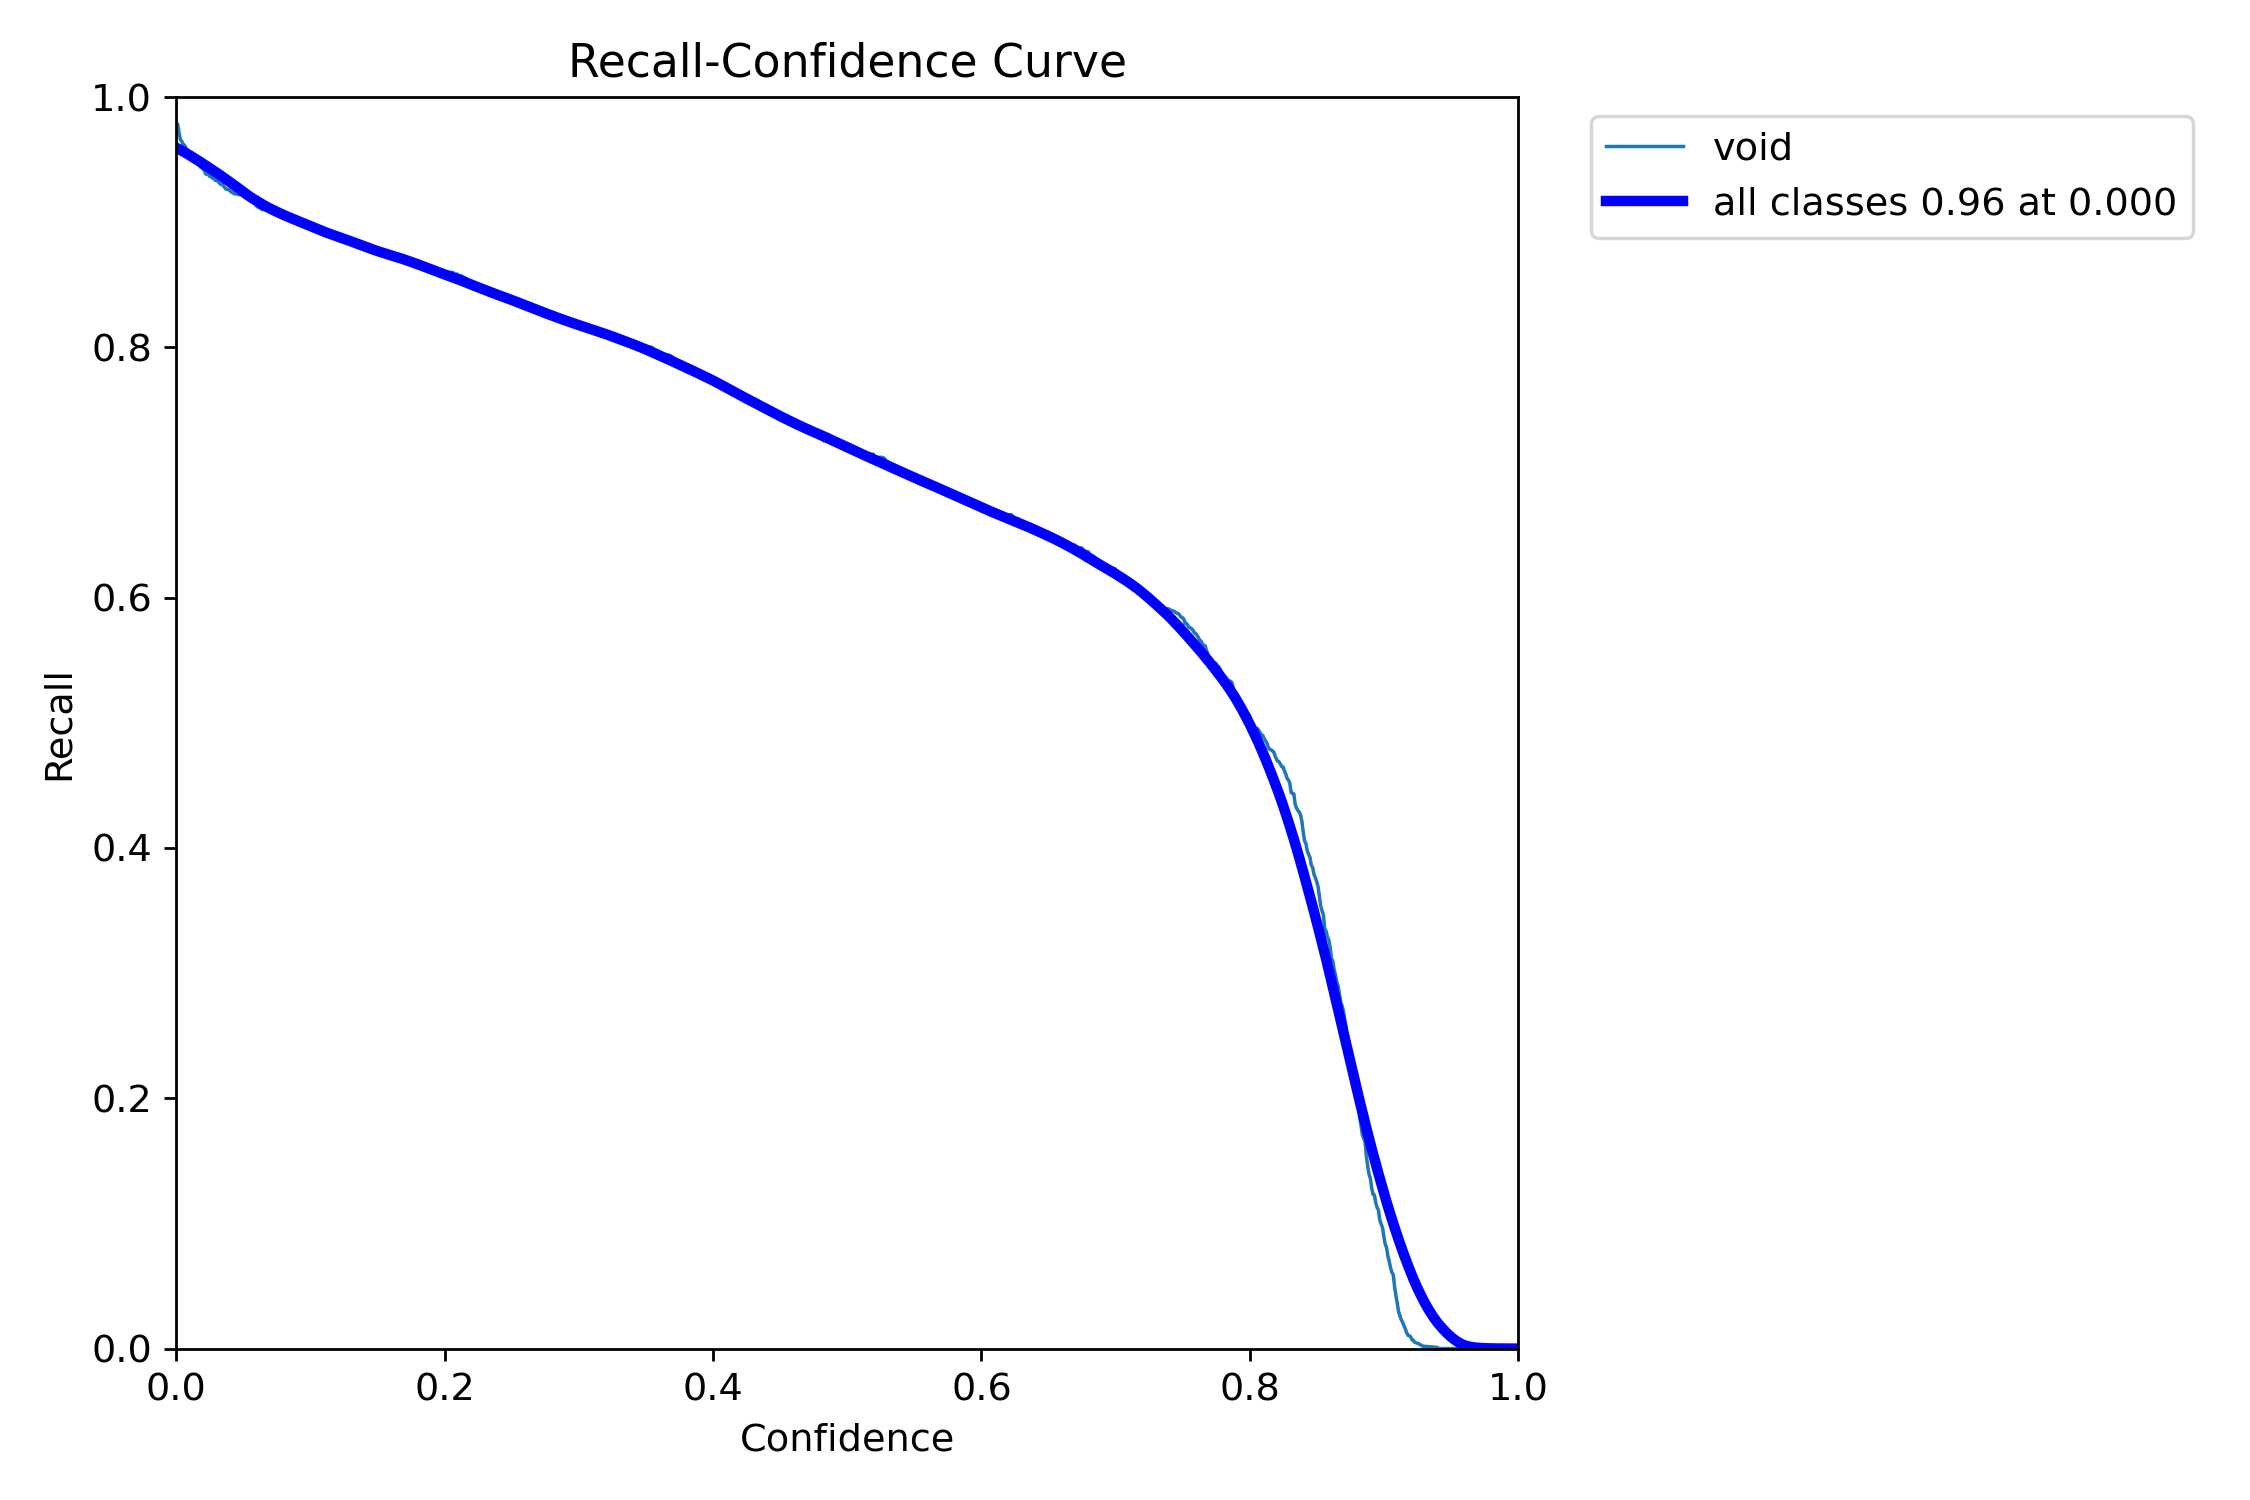 Recall-Confidence Curve
1.0
0.8
0.6
0.4
0.2
0.0
Recall
0.0 0.2 0.4 0.6 0.8 1.0
Confidence
void
all classes 0.96 at 0.000